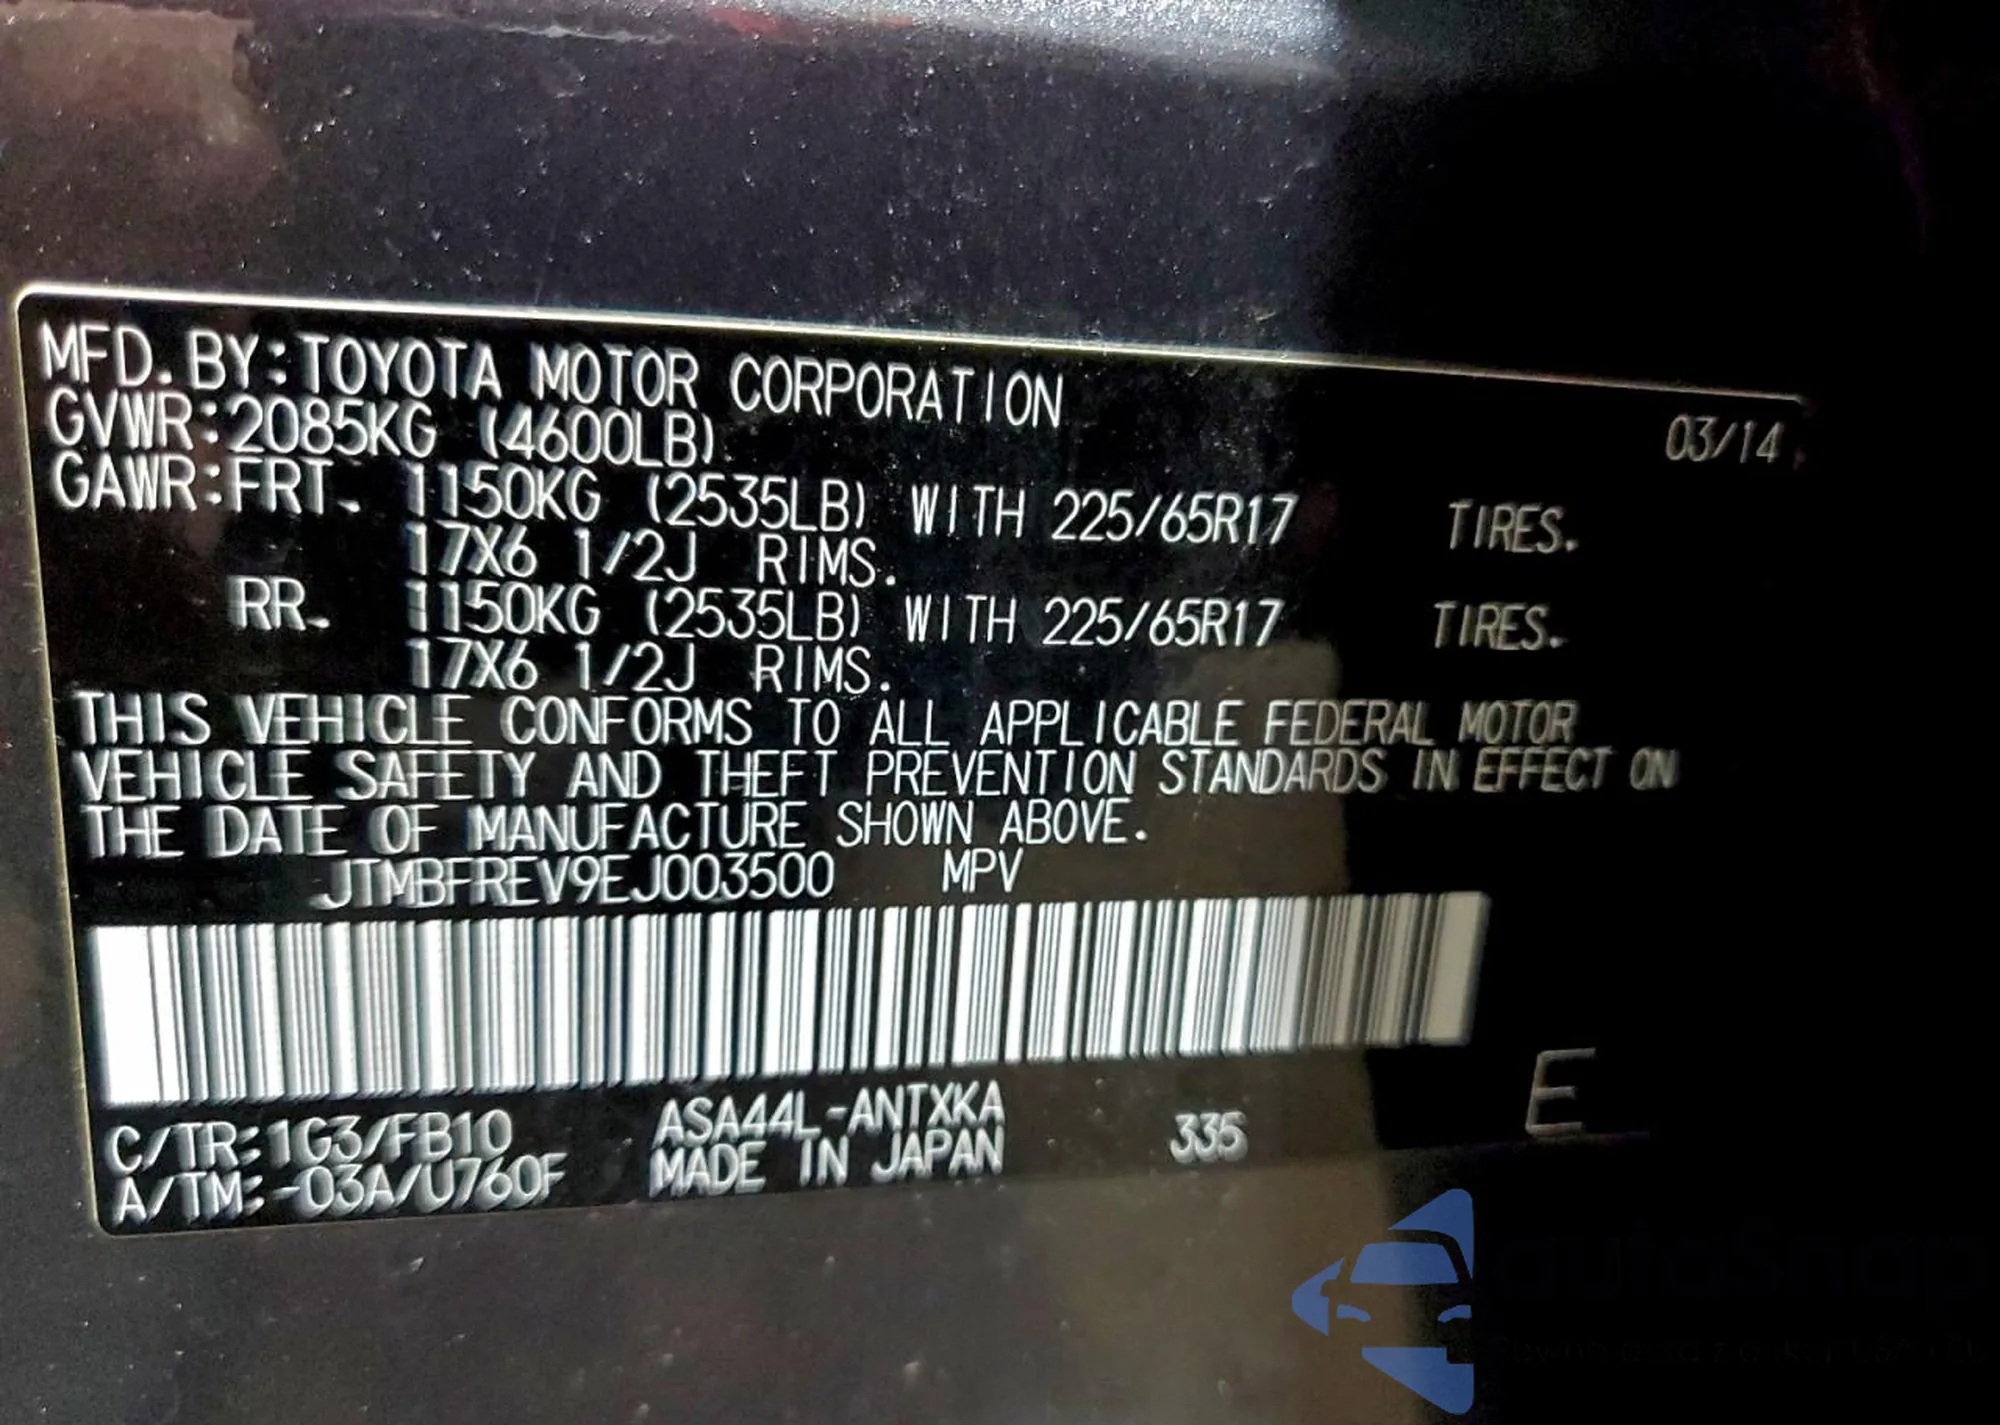 MFD. BY: TOYOTA MOTOR CORPORATION
03/14
GVWR: 2085KG (4600LB)
GAWR: FRT. 1150KG (2535LB) WITH 225/65R17 TIRES.
17X6 1/2J RIMS.
RR. 1150KG (2535LB) WITH 225/65R17 TIRES.
17X6 1/2J RIMS.
THIS VEHICLE CONFORMS TO ALL APPLICABLE FEDERAL MOTOR
VEHICLE SAFETY AND THEFT PREVENTION STANDARDS IN EFFECT ON
THE DATE OF MANUFACTURE SHOWN ABOVE.
JTMBFREV9EJ003500 MPV
E
C/TR: 1G3/FB10 ASA44L-ANTXKA 335
A/TM: -03A/U760F MADE IN JAPAN
autoSnap